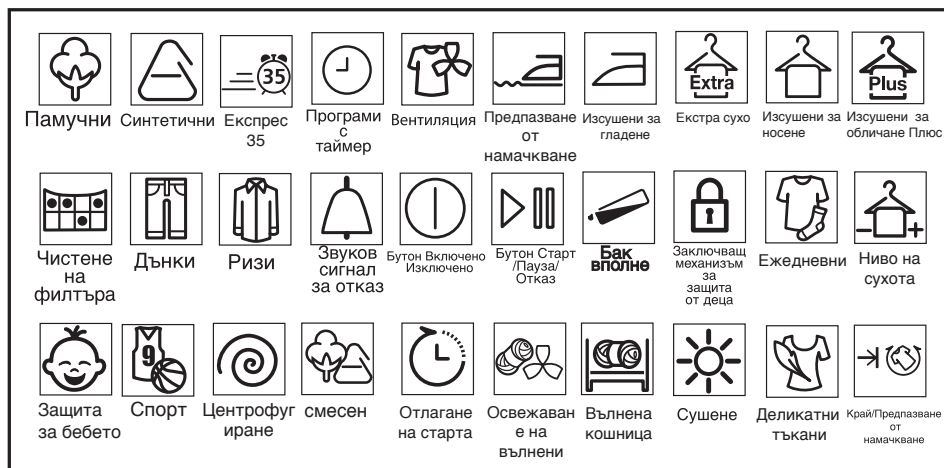 35
Extra
Plus
Памучни
Синтетични
Експрес
35
Програми
с
таймер
Вентилация
Предпазване
от
намачкване
Изсушени за
гладене
Екстра сухо
Изсушени за
носене
Изсушени за
обличане Плюс
Чистене
на
филтъра
Дънки
Ризи
Звуков
сигнал
за отказ
Бутон Включено
Изключено
Бутон Старт
/Пауза/
Отказ
Бак
вполне
Заключващ
механизъм
за
защита
от деца
Ежедневни
Ниво на
сухота
9
Защита
за бебето
Спорт
Центрофуг
иране
смесен
Отлагане
на старта
Освежаван
е на
вълнени
Вълнена
кошница
Сушене
Деликатни
тъкани
Край/Предпазване
от
намачкване